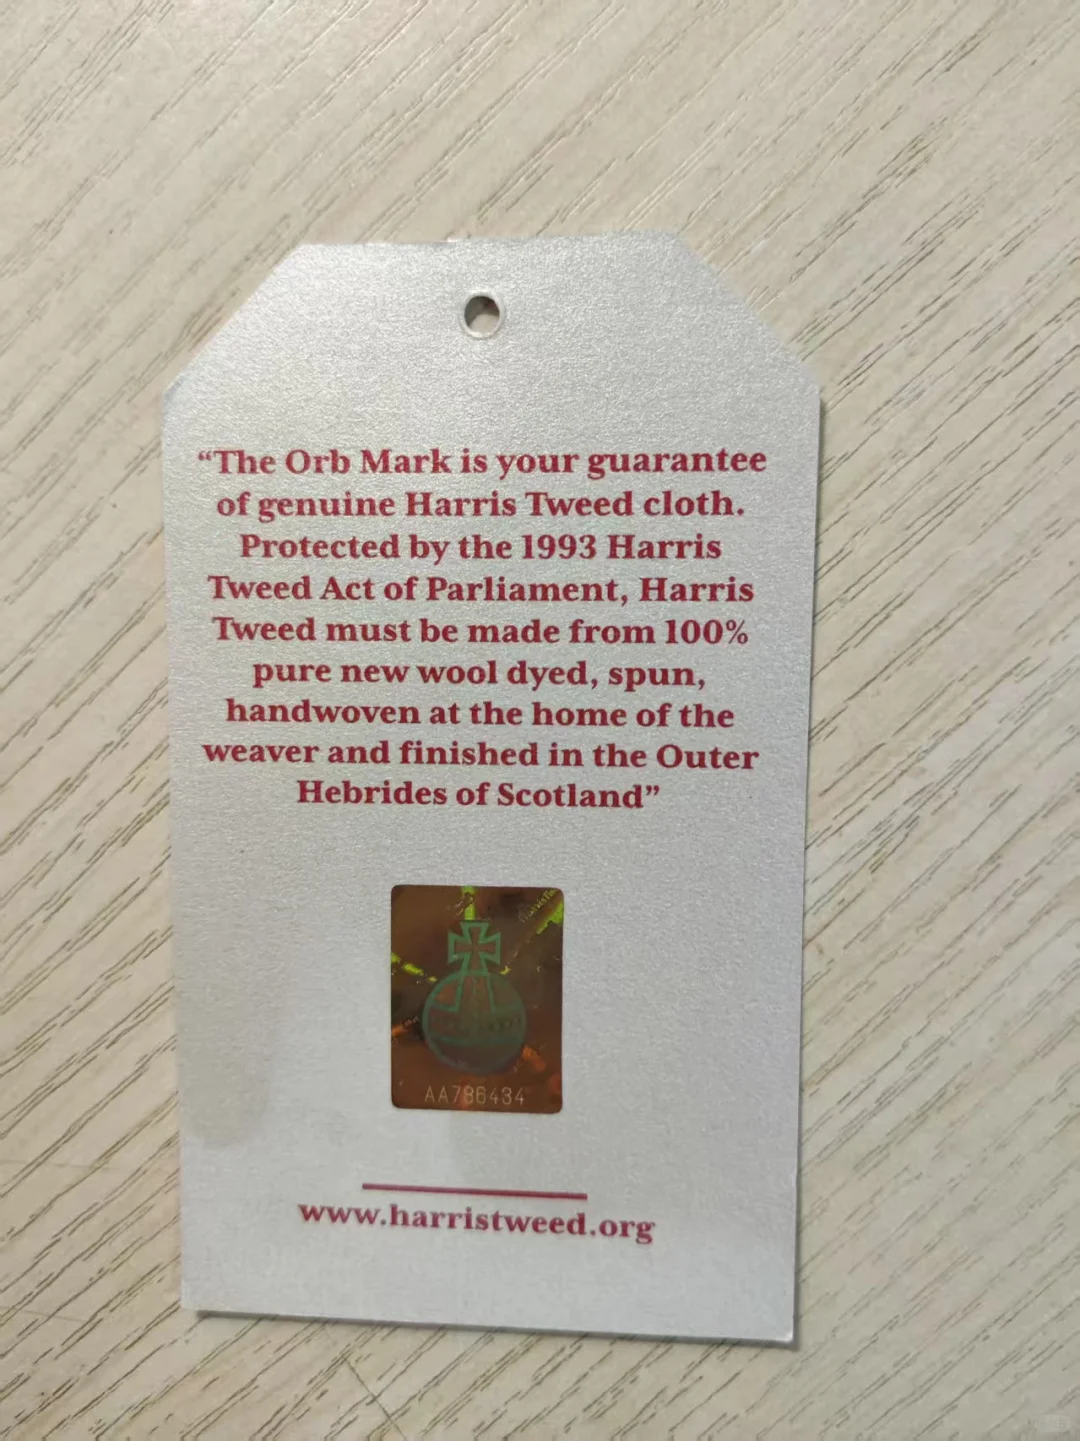 “The Orb Mark is your guarantee
of genuine Harris Tweed cloth.
Protected by the 1993 Harris
Tweed Act of Parliament, Harris
Tweed must be made from 100%
pure new wool dyed, spun,
handwoven at the home of the
weaver and finished in the Outer
Hebrides of Scotland”
AA786434
www.harristweed.org